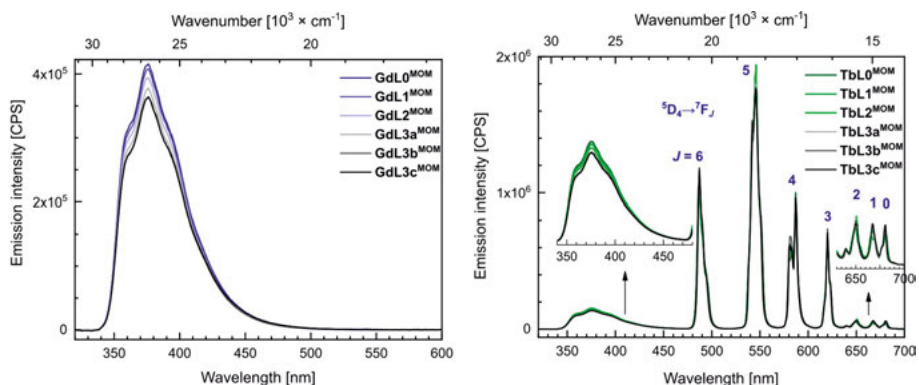 Wavenumber [10³ × cm⁻¹]
30 25 20
4x10⁵
2x10⁵
0
Emission intensity [CPS]
GdL0ᴹᴼᴹ
GdL1ᴹᴼᴹ
GdL2ᴹᴼᴹ
GdL3aᴹᴼᴹ
GdL3bᴹᴼᴹ
GdL3cᴹᴼᴹ
350 400 450 500 550 600
Wavelength [nm]
Wavenumber [10³ × cm⁻¹]
30 25 20 15
2x10⁶
1x10⁶
0
Emission intensity [CPS]
⁵D₄→⁷F_J
J = 6
5
4
3
2 1 0
TbL0ᴹᴼᴹ
TbL1ᴹᴼᴹ
TbL2ᴹᴼᴹ
TbL3aᴹᴼᴹ
TbL3bᴹᴼᴹ
TbL3cᴹᴼᴹ
350 400 450
650 700
350 400 450 500 550 600 650 700
Wavelength [nm]